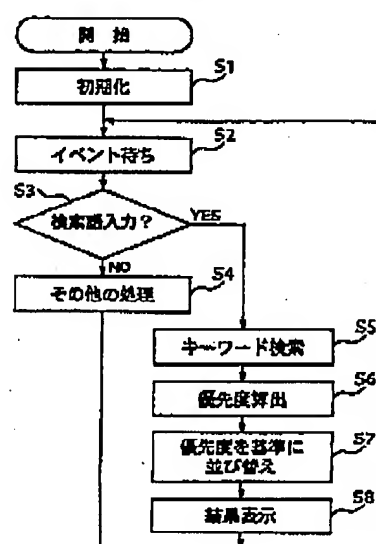 開 始
S1
初期化
S2
イベント待ち
S3
検索語入力?
YES
NO
S4
その他の処理
S5
キーワード検索
S6
優先度算出
S7
優先度を基準に
並び替え
S8
結果表示